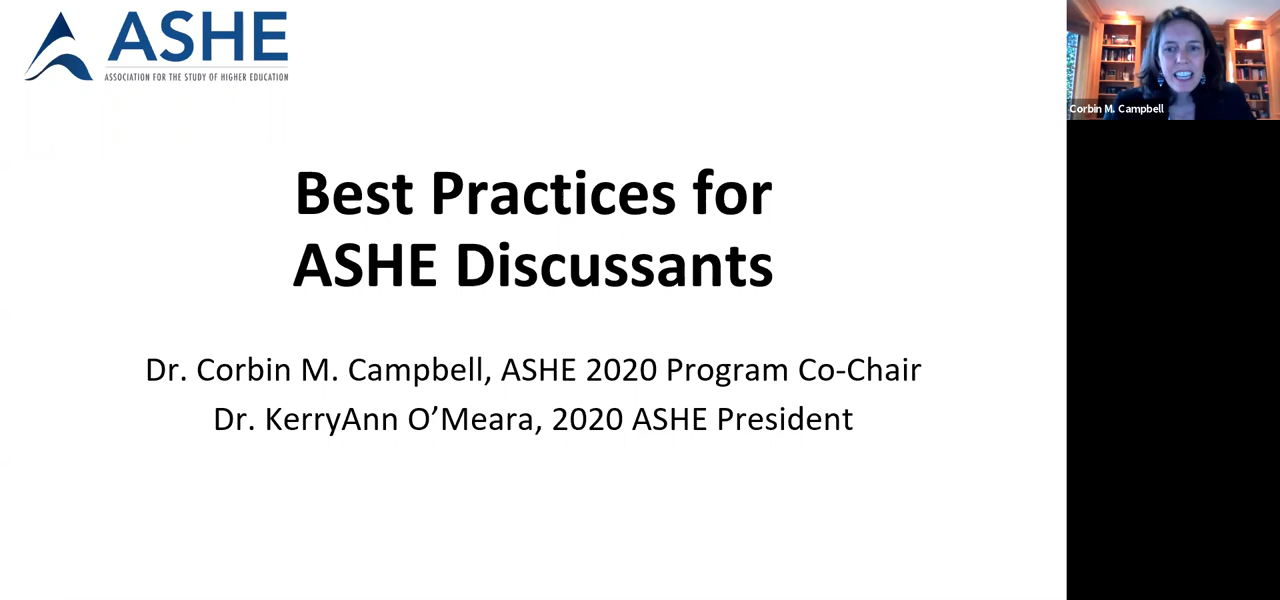 ASHE
ASSOCIATION FOR THE STUDY OF HIGHER EDUCATION
Corbin M. Campbell
Best Practices for
ASHE Discussants
Dr. Corbin M. Campbell, ASHE 2020 Program Co-Chair
Dr. KerryAnn O’Meara, 2020 ASHE President